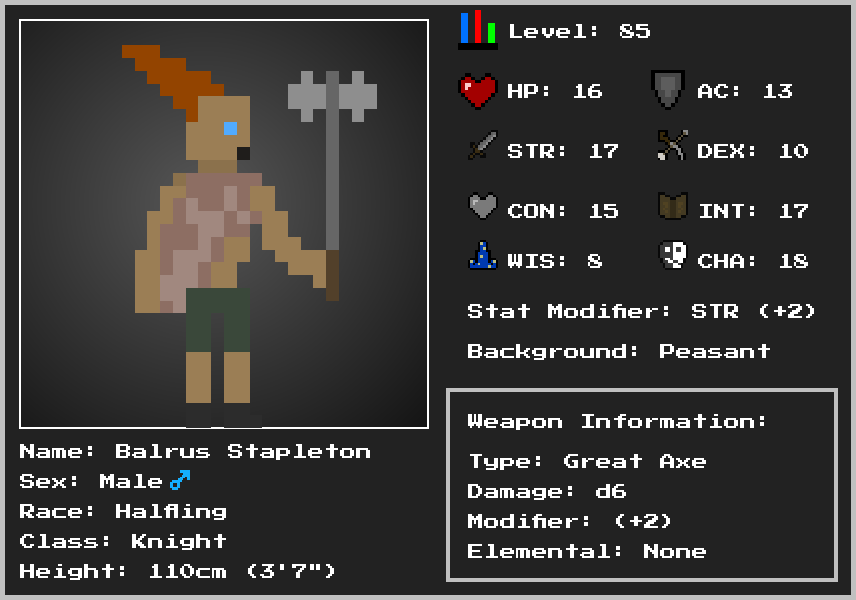 Level: 85
HP: 16 AC: 13
STR: 17 DEX: 10
CON: 15 INT: 17
WIS: 8 CHA: 18
Stat Modifier: STR (+2)
Background: Peasant
Weapon Information:
Type: Great Axe
Damage: d6
Modifier: (+2)
Elemental: None
Name: Balrus Stapleton
Sex: Male♂
Race: Halfling
Class: Knight
Height: 110cm (3'7")